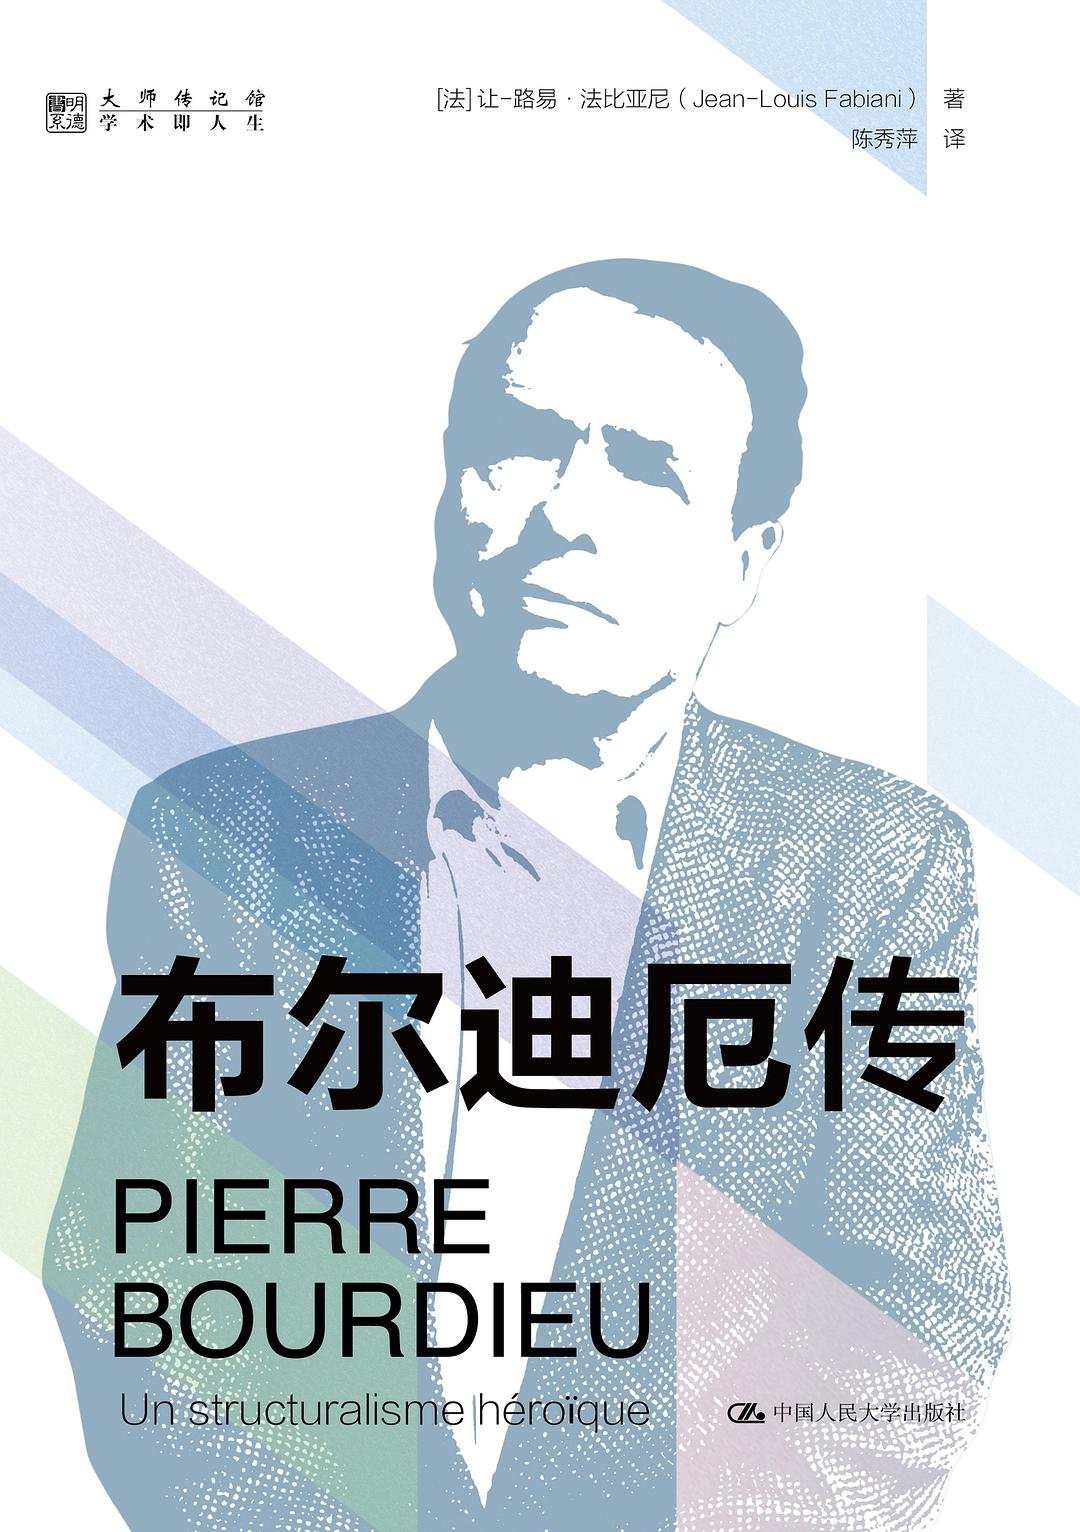 明德書系
大师传记馆
学术即人生
[法]让-路易·法比亚尼（Jean-Louis Fabiani） 著
陈秀萍 译
布尔迪厄传
PIERRE
BOURDIEU
Un structuralisme héroïque
中国人民大学出版社